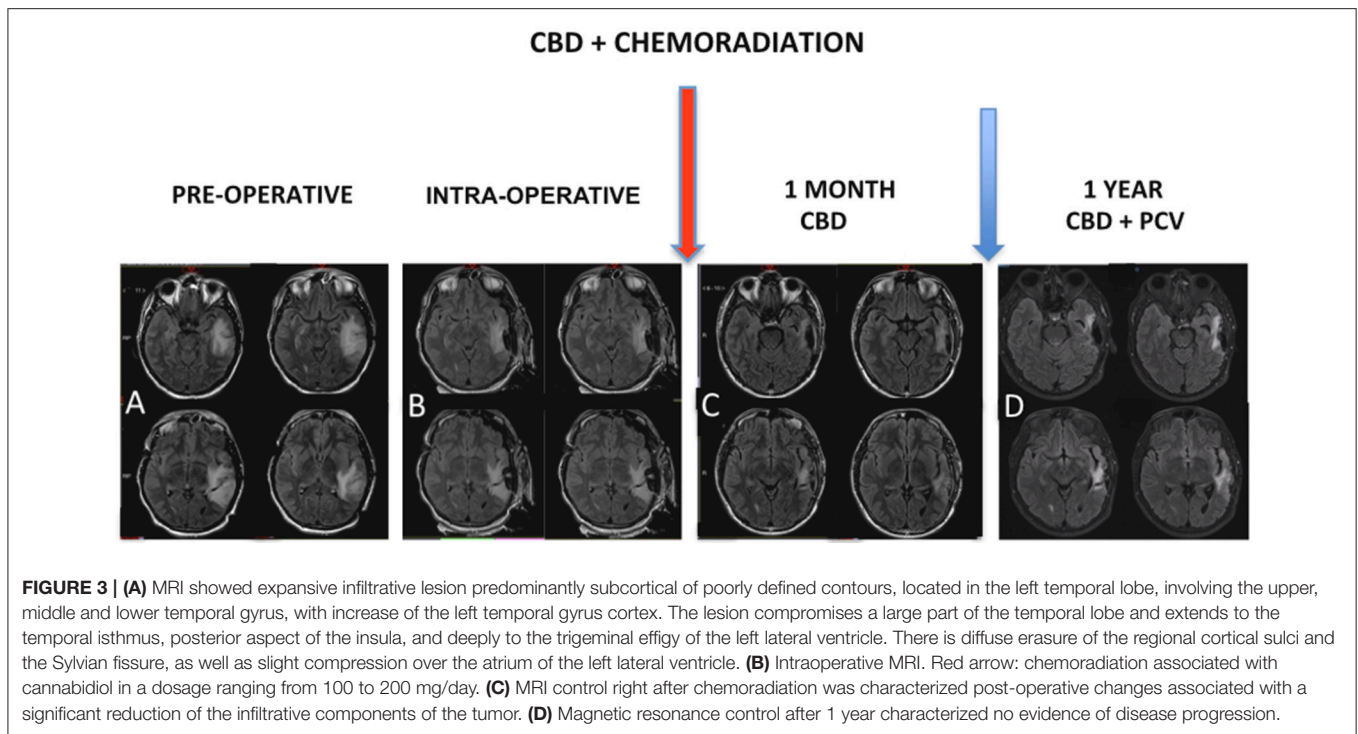 CBD + CHEMORADIATION
PRE-OPERATIVE
INTRA-OPERATIVE
1 MONTH
CBD
1 YEAR
CBD + PCV
A
B
C
D
FIGURE 3 | (A) MRI showed expansive infiltrative lesion predominantly subcortical of poorly defined contours, located in the left temporal lobe, involving the upper,
middle and lower temporal gyrus, with increase of the left temporal gyrus cortex. The lesion compromises a large part of the temporal lobe and extends to the
temporal isthmus, posterior aspect of the insula, and deeply to the trigeminal effigy of the left lateral ventricle. There is diffuse erasure of the regional cortical sulci and
the Sylvian fissure, as well as slight compression over the atrium of the left lateral ventricle. (B) Intraoperative MRI. Red arrow: chemoradiation associated with
cannabidiol in a dosage ranging from 100 to 200 mg/day. (C) MRI control right after chemoradiation was characterized post-operative changes associated with a
significant reduction of the infiltrative components of the tumor. (D) Magnetic resonance control after 1 year characterized no evidence of disease progression.